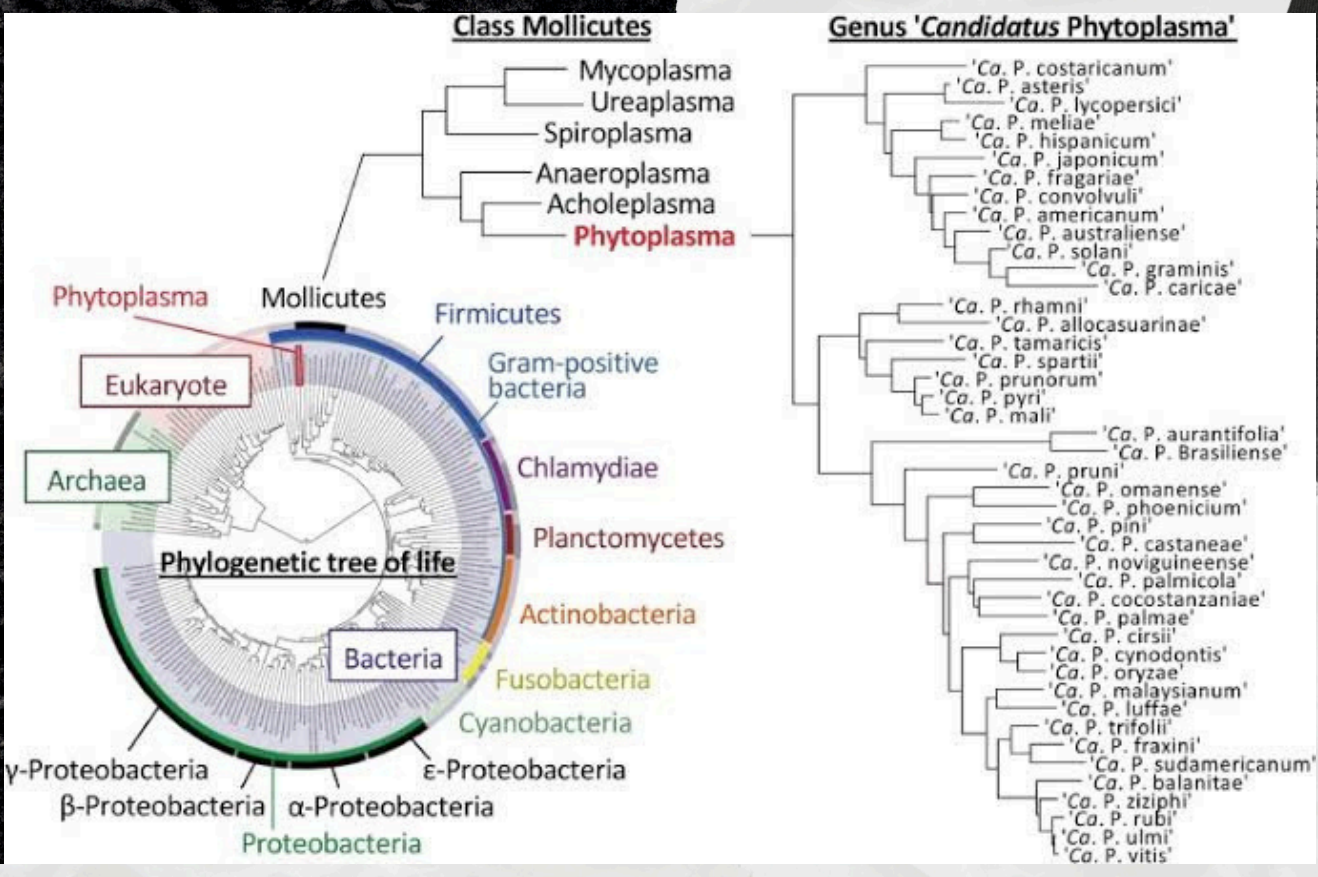 Class Mollicutes
Mycoplasma
Ureaplasma
Spiroplasma
Anaeroplasma
Acholeplasma
Phytoplasma
Genus 'Candidatus Phytoplasma'
'Ca. P. costaricanum'
'Ca. P. asteris'
'Ca. P. lycopersici'
'Ca. P. meliae'
'Ca. P. hispanicum'
'Ca. P. japonicum'
'Ca. P. fragariae'
'Ca. P. convolvuli'
'Ca. P. americanum'
'Ca. P. australiense'
'Ca. P. solani'
'Ca. P. graminis'
'Ca. P. caricae'
'Ca. P. rhamni'
'Ca. P. allocasuarinae'
'Ca. P. tamaricis'
'Ca. P. spartii'
'Ca. P. prunorum'
'Ca. P. pyri'
'Ca. P. mali'
'Ca. P. aurantifolia'
'Ca. P. Brasiliense'
'Ca. P. pruni'
'Ca. P. omanense'
'Ca. P. phoenicium'
'Ca. P. pini'
'Ca. P. castaneae'
'Ca. P. noviguineense'
'Ca. P. palmicola'
'Ca. P. cocostanzaniae'
'Ca. P. palmae'
'Ca. P. cirsii'
'Ca. P. cynodontis'
'Ca. P. oryzae'
'Ca. P. malaysianum'
'Ca. P. luffae'
'Ca. P. trifolii'
'Ca. P. fraxini'
'Ca. P. sudamericanum'
'Ca. P. balanitae'
'Ca. P. ziziphi'
'Ca. P. rubi'
'Ca. P. ulmi'
'Ca. P. vitis'
Phytoplasma
Mollicutes
Firmicutes
Eukaryote
Gram-positive
bacteria
Archaea
Chlamydiae
Planctomycetes
Phylogenetic tree of life
Actinobacteria
Bacteria
Fusobacteria
Cyanobacteria
γ-Proteobacteria
ε-Proteobacteria
β-Proteobacteria
α-Proteobacteria
Proteobacteria